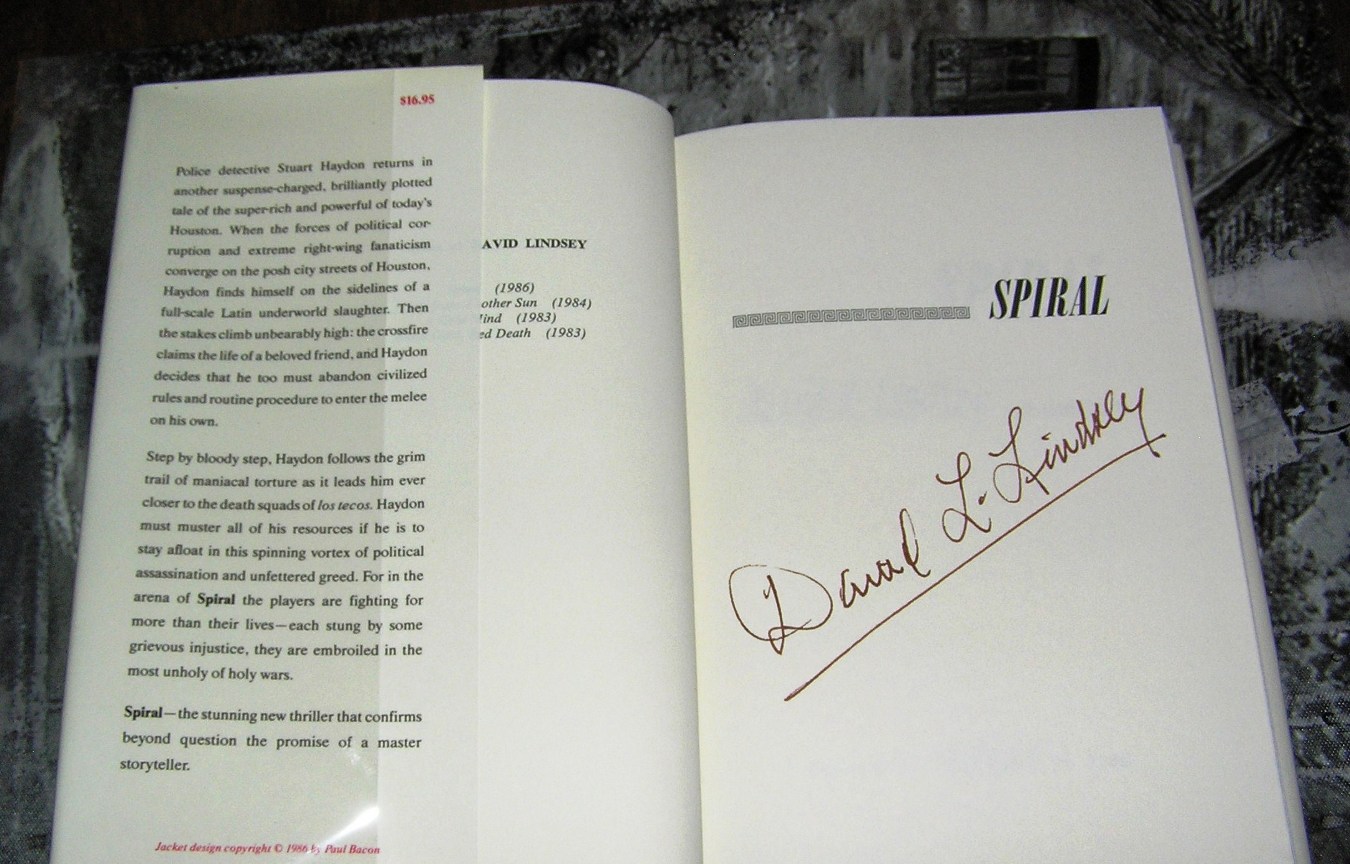 $16.95
Police detective Stuart Haydon returns in
another suspense-charged, brilliantly plotted
tale of the super-rich and powerful of today's
Houston. When the forces of political cor-
ruption and extreme right-wing fanaticism
converge on the posh city streets of Houston,
Haydon finds himself on the sidelines of a
full-scale Latin underworld slaughter. Then
the stakes climb unbearably high: the crossfire
claims the life of a beloved friend, and Haydon
decides that he too must abandon civilized
rules and routine procedure to enter the melee
on his own.
Step by bloody step, Haydon follows the grim
trail of maniacal torture as it leads him ever
closer to the death squads of los tecos. Haydon
must muster all of his resources if he is to
stay afloat in this spinning vortex of political
assassination and unfettered greed. For in the
arena of Spiral the players are fighting for
more than their lives—each stung by some
grievous injustice, they are embroiled in the
most unholy of holy wars.
Spiral—the stunning new thriller that confirms
beyond question the promise of a master
storyteller.
Jacket design copyright © 1986 by Paul Bacon
AVID LINDSEY
(1986)
other Sun (1984)
ind (1983)
ed Death (1983)
SPIRAL
David L. Lindsey